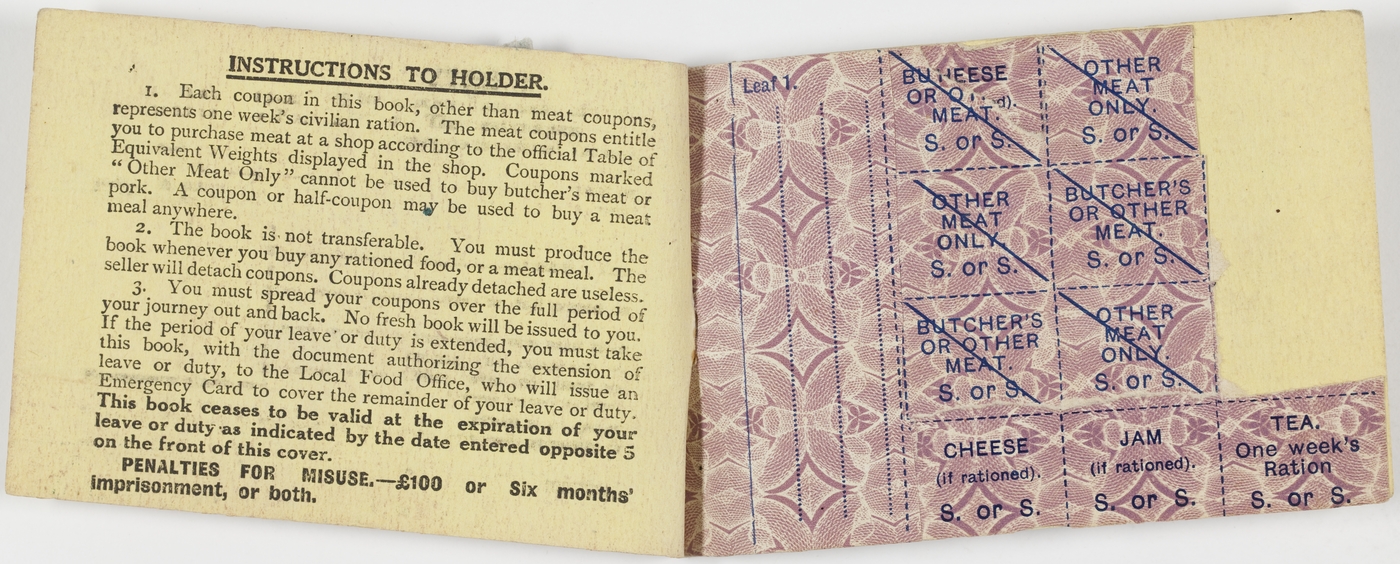 INSTRUCTIONS TO HOLDER.
1. Each coupon in this book, other than meat coupons,
represents one week's civilian ration. The meat coupons entitle
you to purchase meat at a shop according to the official Table of
Equivalent Weights displayed in the shop. Coupons marked
"Other Meat Only" cannot be used to buy butcher's meat or
pork. A coupon or half-coupon may be used to buy a meat
meal anywhere.
2. The book is not transferable. You must produce the
book whenever you buy any rationed food, or a meat meal. The
seller will detach coupons. Coupons already detached are useless.
3. You must spread your coupons over the full period of
your journey out and back. No fresh book will be issued to you.
If the period of your leave or duty is extended, you must take
this book, with the document authorizing the extension of
leave or duty, to the Local Food Office, who will issue an
Emergency Card to cover the remainder of your leave or duty.
This book ceases to be valid at the expiration of your
leave or duty as indicated by the date entered opposite 5
on the front of this cover.
PENALTIES FOR MISUSE.—£100 or Six months'
imprisonment, or both.
Leaf 1.
OR
MEAT.
S. or S.
OTHER
MEAT
ONLY.
S. or S.
OTHER
MEAT
ONLY.
S. or S.
BUTCHER'S
OR OTHER
MEAT.
S. or S.
BUTCHER'S
OR OTHER
MEAT.
S. or S.
OTHER
MEAT
ONLY.
S. or S.
CHEESE
(if rationed).
S. or S.
JAM
(if rationed).
S. or S.
TEA.
One week's
Ration
S. or S.